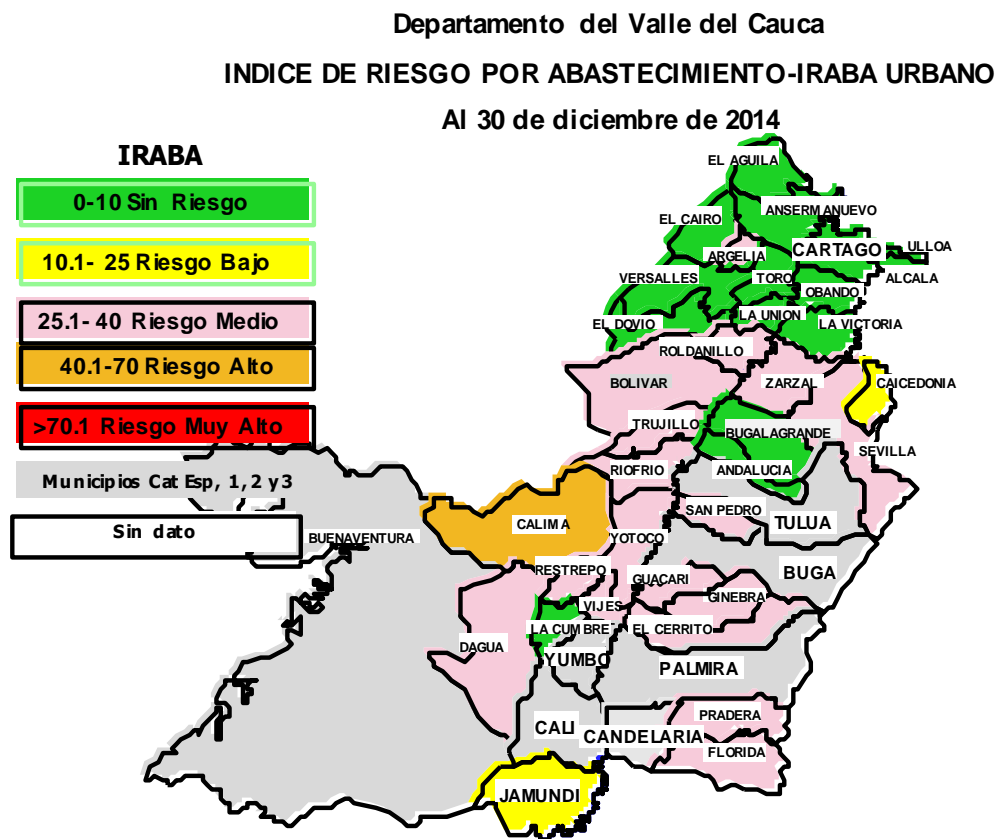 Departamento del Valle del Cauca
INDICE DE RIESGO POR ABASTECIMIENTO-IRABA URBANO
Al 30 de diciembre de 2014
IRABA
0-10 Sin Riesgo
10.1- 25 Riesgo Bajo
25.1- 40 Riesgo Medio
40.1-70 Riesgo Alto
>70.1 Riesgo Muy Alto
Municipios Cat Esp, 1, 2 y3
Sin dato
EL AGUILA
ANSERMANUEVO
EL CAIRO
CARTAGO
ULLOA
ARGELIA
VERSALLES
TORO
ALCALA
OBANDO
LA UNION
EL DOVIO
LA VICTORIA
ROLDANILLO
BOLIVAR
ZARZAL
CAICEDONIA
TRUJILLO
BUGALAGRANDE
SEVILLA
RIOFRIO
ANDALUCIA
SAN PEDRO
TULUA
CALIMA
BUENAVENTURA
YOTOCO
RESTREPO
GUACARI
BUGA
GINEBRA
VIJES
LA CUMBRE
EL CERRITO
DAGUA
YUMBO
PALMIRA
PRADERA
CALI
CANDELARIA
FLORIDA
JAMUNDI